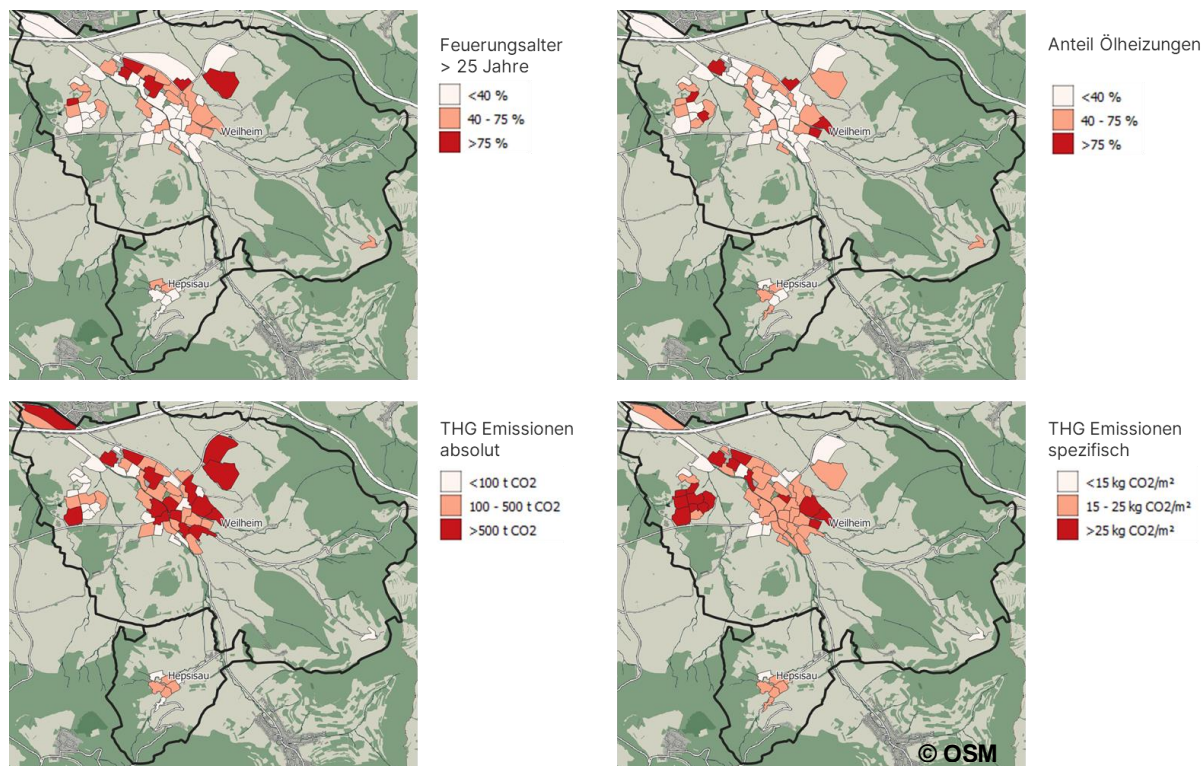 Feuerungsalter
> 25 Jahre
<40 %
40 - 75 %
>75 %
Weilheim
Hepsisau
Anteil Ölheizungen
<40 %
40 - 75 %
>75 %
Weilheim
Hepsisau
THG Emissionen
absolut
<100 t CO2
100 - 500 t CO2
>500 t CO2
Weilheim
Hepsisau
THG Emissionen
spezifisch
<15 kg CO2/m²
15 - 25 kg CO2/m²
>25 kg CO2/m²
Weilheim
Hepsisau
© OSM